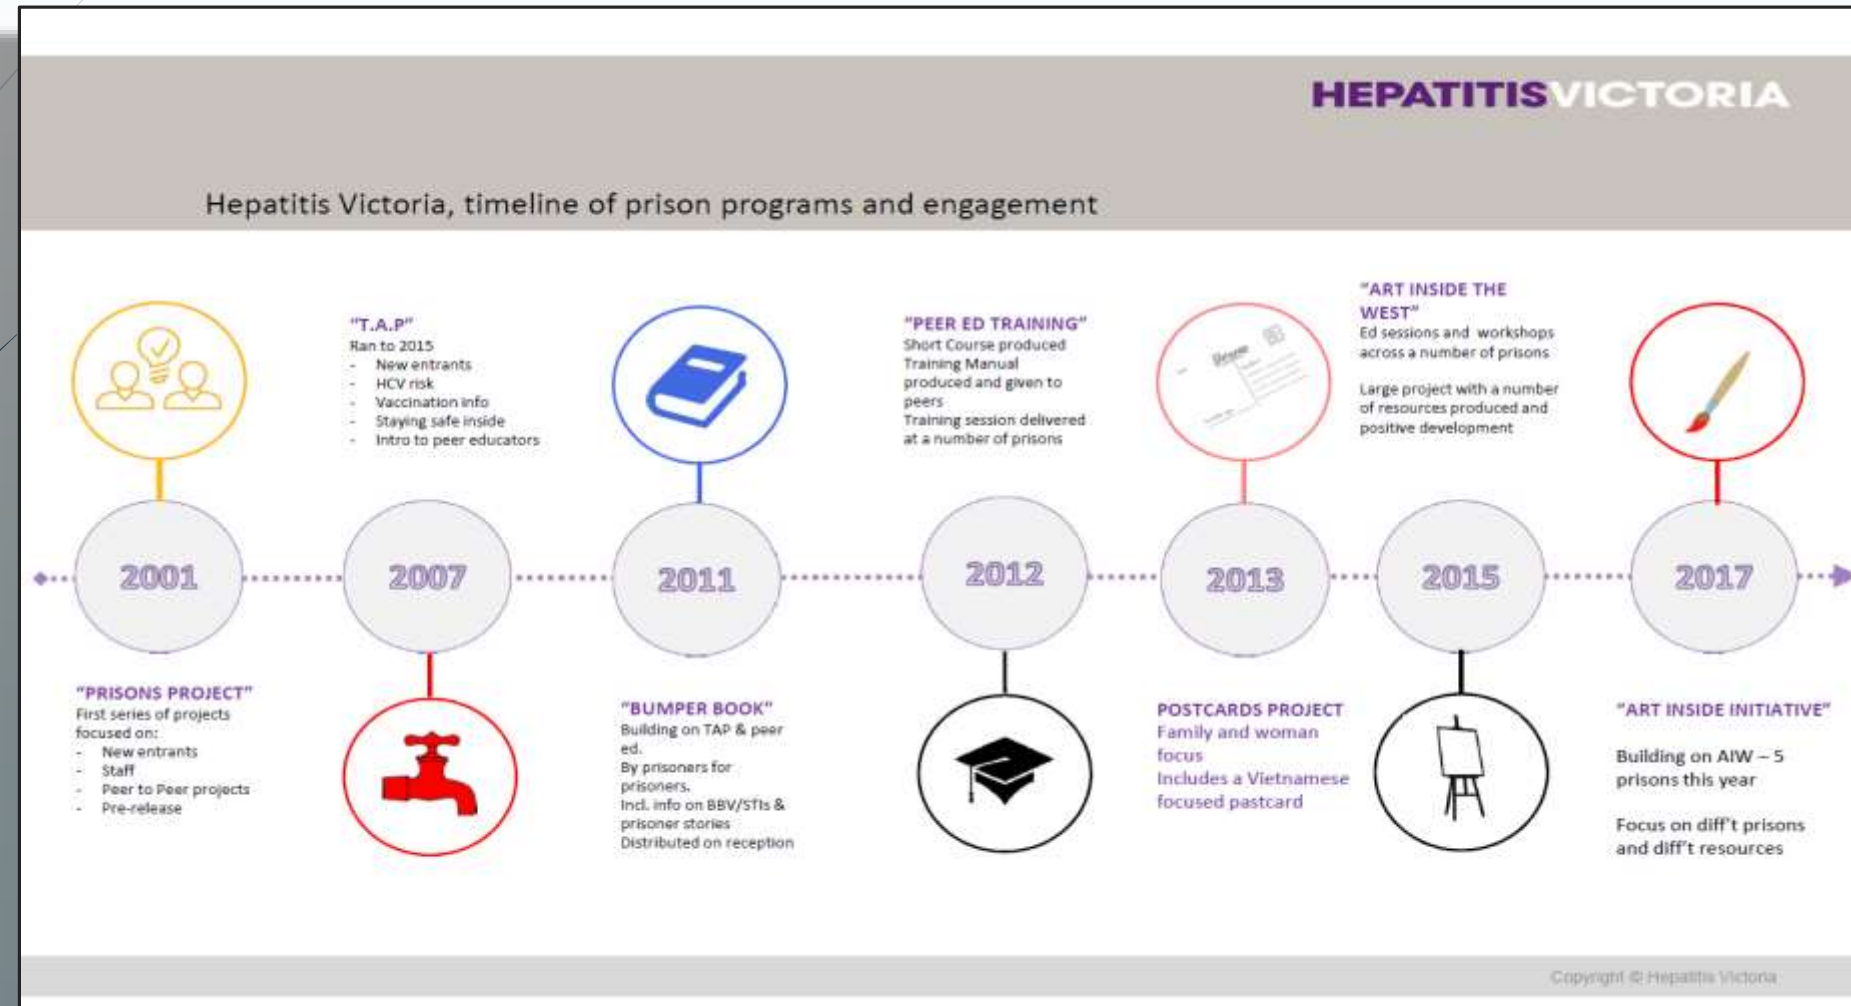 HEPATITISVICTORIA
Hepatitis Victoria, timeline of prison programs and engagement
2001
"PRISONS PROJECT"
First series of projects
focused on:
- New entrants
- Staff
- Peer to Peer projects
- Pre-release
"T.A.P"
Ran to 2015
- New entrants
- HCV risk
- Vaccination info
- Staying safe inside
- Intro to peer educators
2007
2011
"BUMPER BOOK"
Building on TAP & peer
ed.
By prisoners for
prisoners.
Incl. info on BBV/STIs &
prisoner stories
Distributed on reception
"PEER ED TRAINING"
Short Course produced
Training Manual
produced and given to
peers
Training session delivered
at a number of prisons
2012
2013
POSTCARDS PROJECT
Family and woman
focus
Includes a Vietnamese
focused pastcard
"ART INSIDE THE
WEST"
Ed sessions and workshops
across a number of prisons
Large project with a number
of resources produced and
positive development
2015
2017
"ART INSIDE INITIATIVE"
Building on AIW – 5
prisons this year
Focus on diff't prisons
and diff't resources
Copyright © Hepatitis Victoria